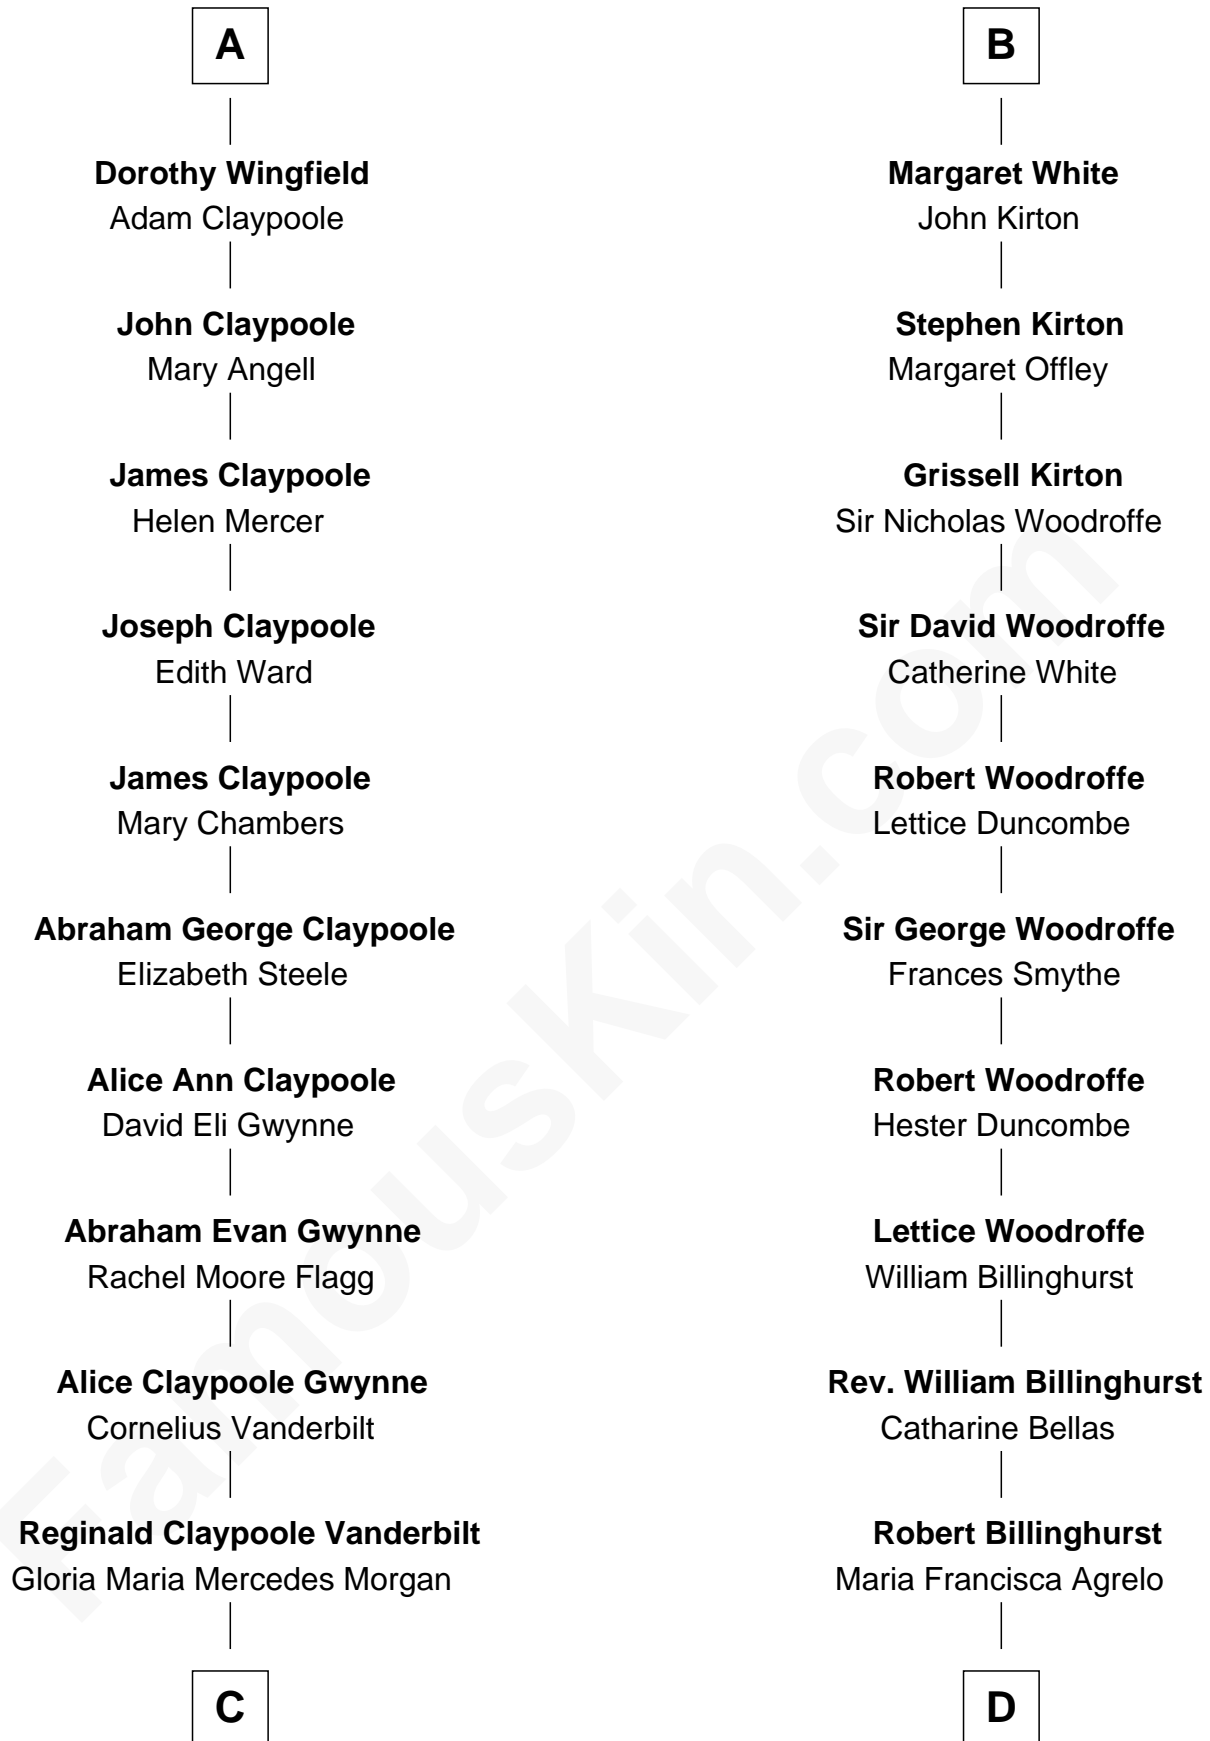 A
Dorothy Wingfield
Adam Claypoole
John Claypoole
Mary Angell
James Claypoole
Helen Mercer
Joseph Claypoole
Edith Ward
James Claypoole
Mary Chambers
Abraham George Claypoole
Elizabeth Steele
Alice Ann Claypoole
David Eli Gwynne
Abraham Evan Gwynne
Rachel Moore Flagg
Alice Claypoole Gwynne
Cornelius Vanderbilt
Reginald Claypoole Vanderbilt
Gloria Maria Mercedes Morgan
C
B
Margaret White
John Kirton
Stephen Kirton
Margaret Offley
Grissell Kirton
Sir Nicholas Woodroffe
Sir David Woodroffe
Catherine White
Robert Woodroffe
Lettice Duncombe
Sir George Woodroffe
Frances Smythe
Robert Woodroffe
Hester Duncombe
Lettice Woodroffe
William Billinghurst
Rev. William Billinghurst
Catharine Bellas
Robert Billinghurst
Maria Francisca Agrelo
D
FamousKin.com